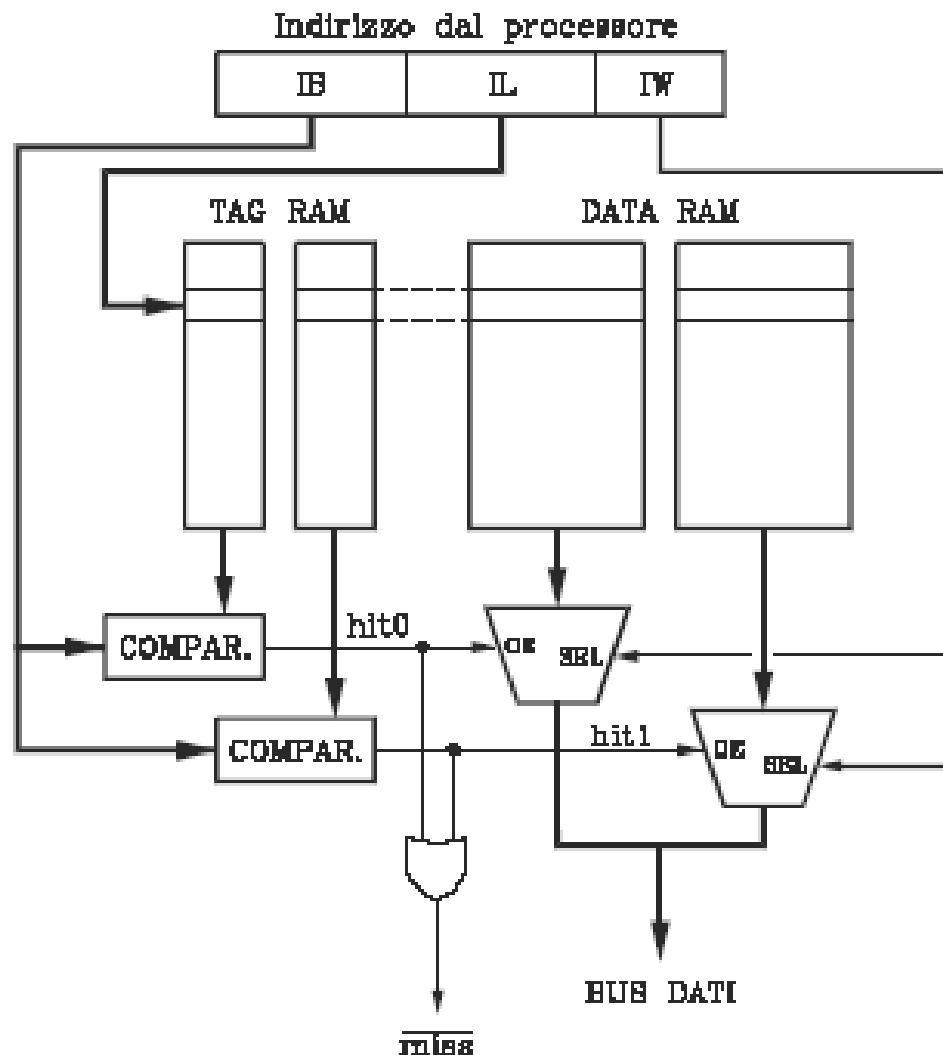 Indirizzo dal processore
IB IL IW
TAG RAM DATA RAM
hit0
COMPAR. OE SEL
COMPAR. hit1 OE SEL
BUS DATI
miss